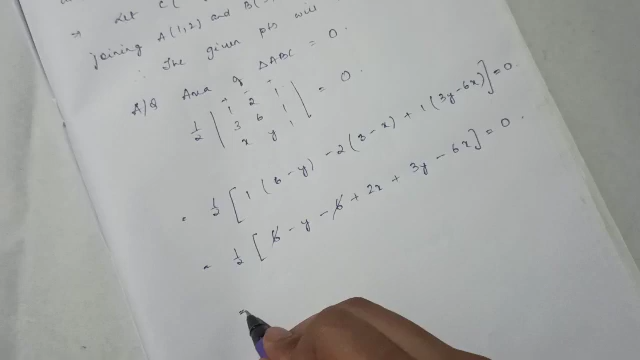 ⇒ Let C(
joining A(1,2) and B(
∴ The given pts will
A/Q Area of ΔABC = 0.
1/2 | 1 2 1 | = 0.
3 6 1
x y 1
= 1/2 [1(6-y) -2(3-x) + 1(3y-6x)] = 0.
= 1/2 [6 - y - 6 + 2x + 3y - 6x] = 0.
=